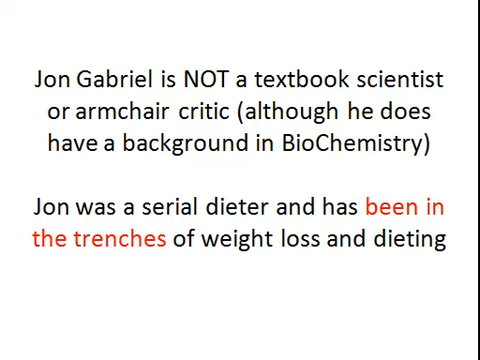 Jon Gabriel is NOT a textbook scientist
or armchair critic (although he does
have a background in BioChemistry)
Jon was a serial dieter and has been in
the trenches of weight loss and dieting